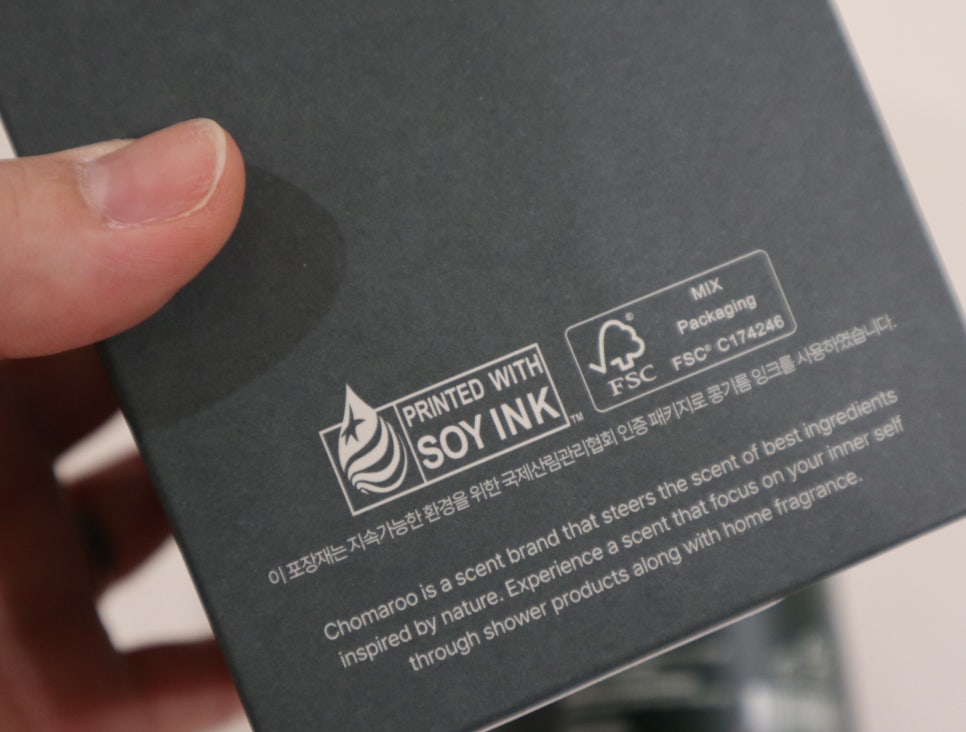 PRINTED WITH
SOY INK™
MIX
Packaging
FSC® C174246
FSC®
이 포장재는 지속가능한 환경을 위한 국제산림관리협회 인증 패키지로 콩기름 잉크를 사용하였습니다.
Chomaroo is a scent brand that steers the scent of best ingredients
inspired by nature. Experience a scent that focus on your inner self
through shower products along with home fragrance.